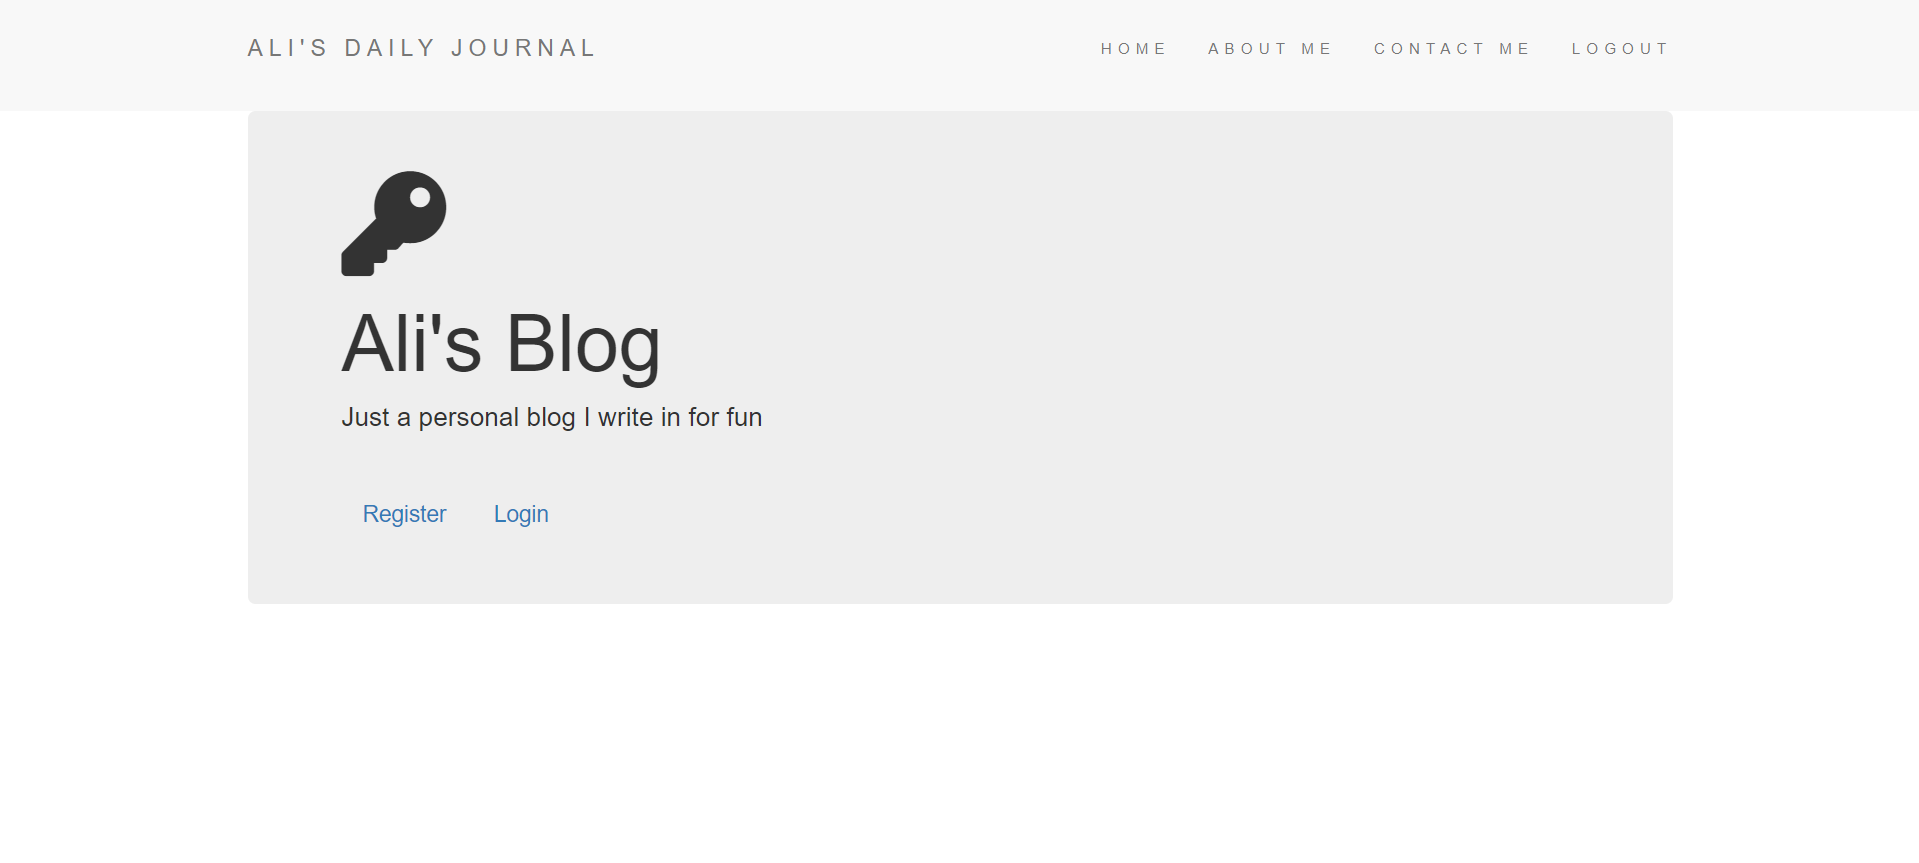 ALI'S DAILY JOURNAL HOME ABOUT ME CONTACT ME LOGOUT
Ali's Blog
Just a personal blog I write in for fun
Register Login